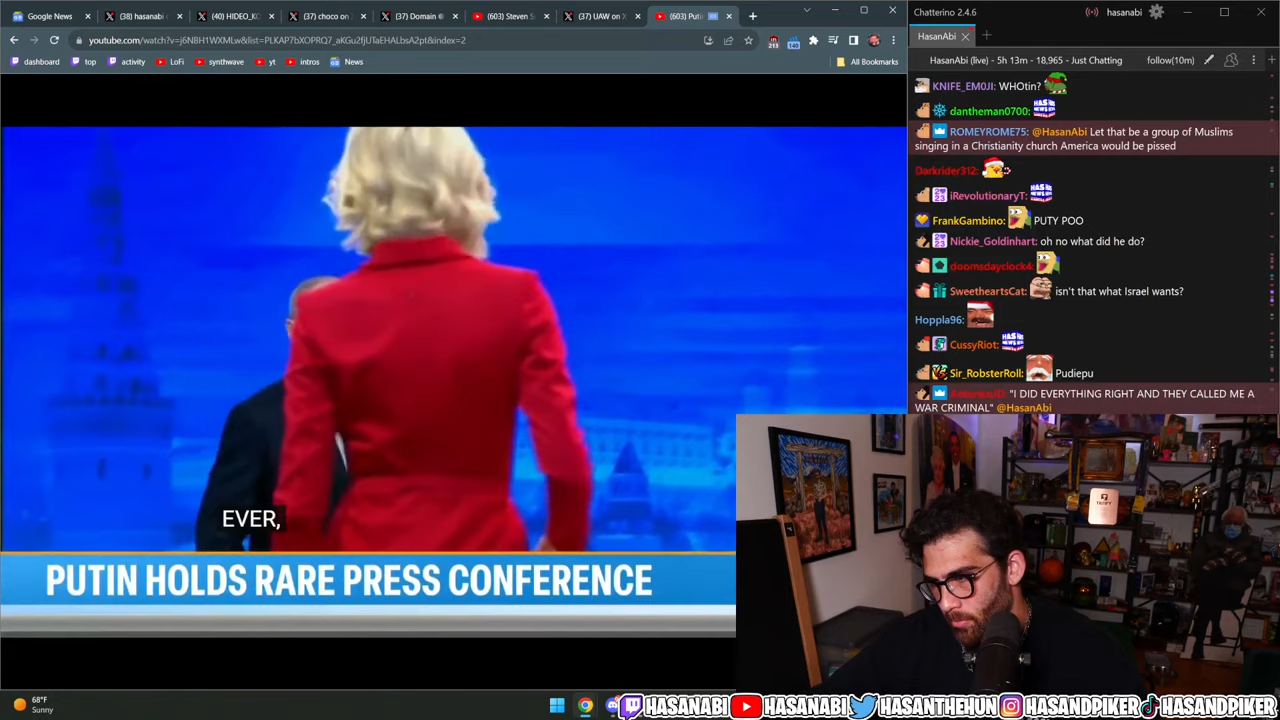 Google News
(38) hasanabi
(40) HIDEO_KO
(37) choco on
(37) Domain
(603) Steven S
(37) UAW on X
(603) Puti
youtube.com/watch?v=j6NBH1WXMLw&list=PLKAP7bXOPRQ7_aKGu2fjUTaEHALbsA2pt&index=2
213
140
dashboard
top
activity
LoFi
synthwave
yt
intros
News
All Bookmarks
EVER,
PUTIN HOLDS RARE PRESS CONFERENCE
Chatterino 2.4.6
hasanabi
HasanAbi
HasanAbi (live) - 5h 13m - 18,965 - Just Chatting
follow(10m)
KNIFE_EM0JI: WHOtin?
dantheman0700:
ROMEYROME75: @HasanAbi Let that be a group of Muslims
singing in a Christianity church America would be pissed
Darkrider312:
iRevolutionaryT:
FrankGambino: PUTY POO
Nickie_Goldinhart: oh no what did he do?
doomsdayclock4:
SweetheartsCat: isn't that what Israel wants?
Hoppla96:
CussyRiot:
Sir_RobsterRoll: Pudiepu
"I DID EVERYTHING RIGHT AND THEY CALLED ME A
WAR CRIMINAL" @HasanAbi
68°F
Sunny
HASANABI
HASANABI
HASANTHEHUN
HASANDPIKER
HASANDPIKER